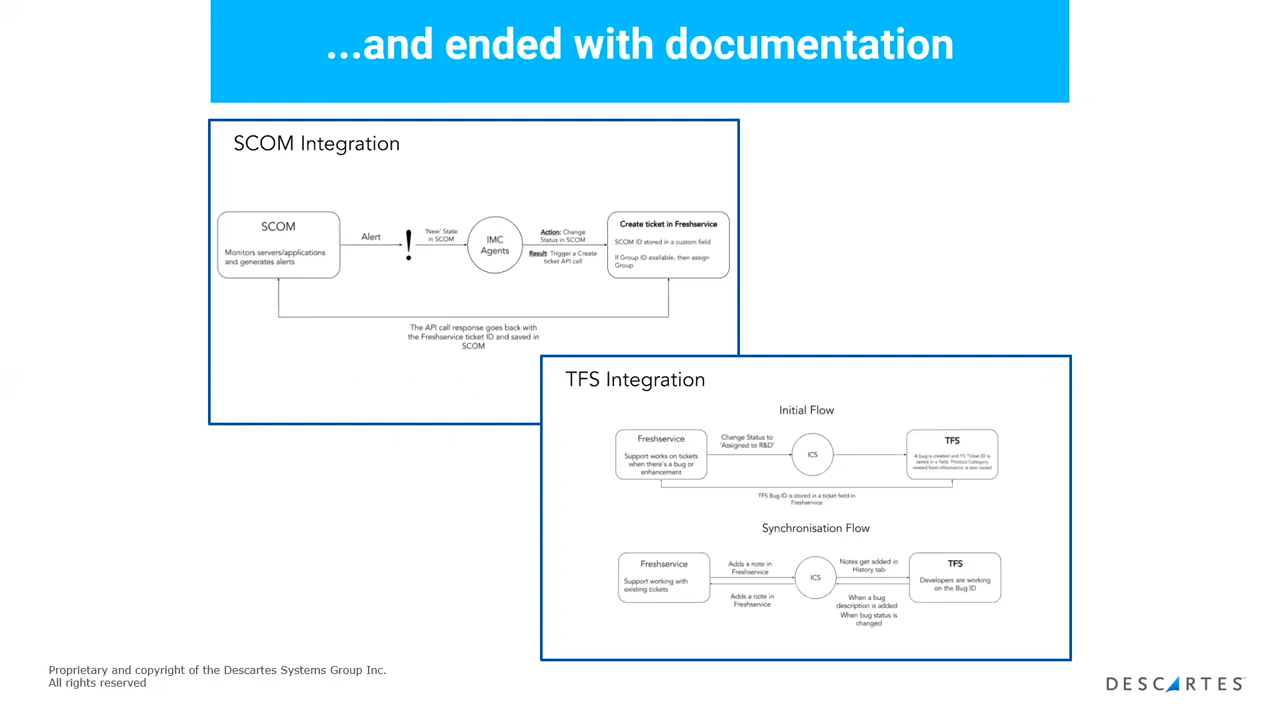 ...and ended with documentation
SCOM Integration
SCOM
Monitors servers/applications
and generates alerts
Alert
!
'New' State
in SCOM
IMC
Agents
Action: Change
Status in SCOM
Result: Trigger a Create
ticket API call
Create ticket in Freshservice
SCOM ID stored in a custom field
If Group ID available, then assign
Group
The API call response goes back with
the Freshservice ticket ID and saved in
SCOM
TFS Integration
Initial Flow
Freshservice
Support works on tickets
when there's a bug or
enhancement
Change Status to
'Assigned to R&D'
ICS
TFS
A bug is created and FS Ticket ID is
saved in a field. Product Category
related field information is also saved
TFS Bug ID is stored in a ticket field in
Freshservice
Synchronisation Flow
Freshservice
Support working with
existing tickets
Adds a note in
Freshservice
Adds a note in
Freshservice
ICS
Notes get added in
History tab
When a bug
description is added
When bug status is
changed
TFS
Developers are working
on the Bug ID
Proprietary and copyright of the Descartes Systems Group Inc.
All rights reserved
DESCARTES